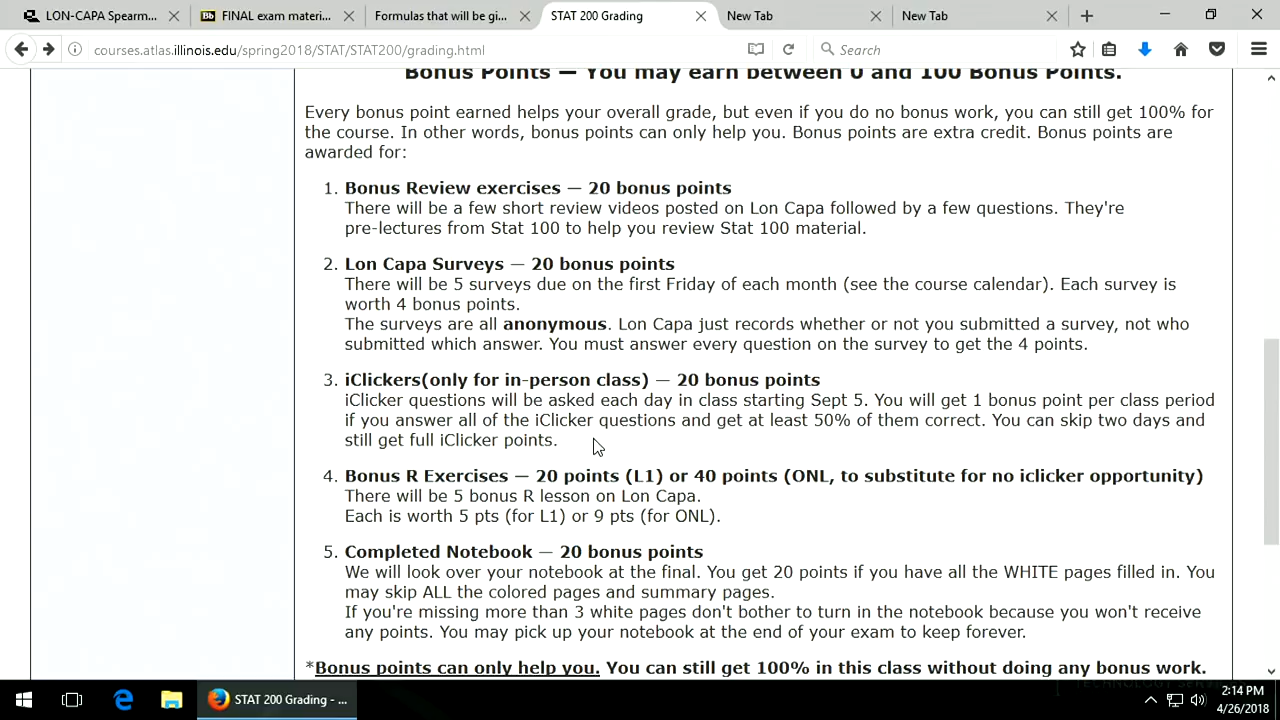 LON-CAPA Spearm...
FINAL exam materi...
Formulas that will be gi...
STAT 200 Grading
New Tab
New Tab
courses.atlas.illinois.edu/spring2018/STAT/STAT200/grading.html
Search
Bonus Points — You may earn between 0 and 100 Bonus Points.
Every bonus point earned helps your overall grade, but even if you do no bonus work, you can still get 100% for
the course. In other words, bonus points can only help you. Bonus points are extra credit. Bonus points are
awarded for:
1. Bonus Review exercises — 20 bonus points
There will be a few short review videos posted on Lon Capa followed by a few questions. They're
pre-lectures from Stat 100 to help you review Stat 100 material.
2. Lon Capa Surveys — 20 bonus points
There will be 5 surveys due on the first Friday of each month (see the course calendar). Each survey is
worth 4 bonus points.
The surveys are all anonymous. Lon Capa just records whether or not you submitted a survey, not who
submitted which answer. You must answer every question on the survey to get the 4 points.
3. iClickers(only for in-person class) — 20 bonus points
iClicker questions will be asked each day in class starting Sept 5. You will get 1 bonus point per class period
if you answer all of the iClicker questions and get at least 50% of them correct. You can skip two days and
still get full iClicker points.
4. Bonus R Exercises — 20 points (L1) or 40 points (ONL, to substitute for no iclicker opportunity)
There will be 5 bonus R lesson on Lon Capa.
Each is worth 5 pts (for L1) or 9 pts (for ONL).
5. Completed Notebook — 20 bonus points
We will look over your notebook at the final. You get 20 points if you have all the WHITE pages filled in. You
may skip ALL the colored pages and summary pages.
If you're missing more than 3 white pages don't bother to turn in the notebook because you won't receive
any points. You may pick up your notebook at the end of your exam to keep forever.
*Bonus points can only help you. You can still get 100% in this class without doing any bonus work.
STAT 200 Grading - ...
2:14 PM
4/26/2018